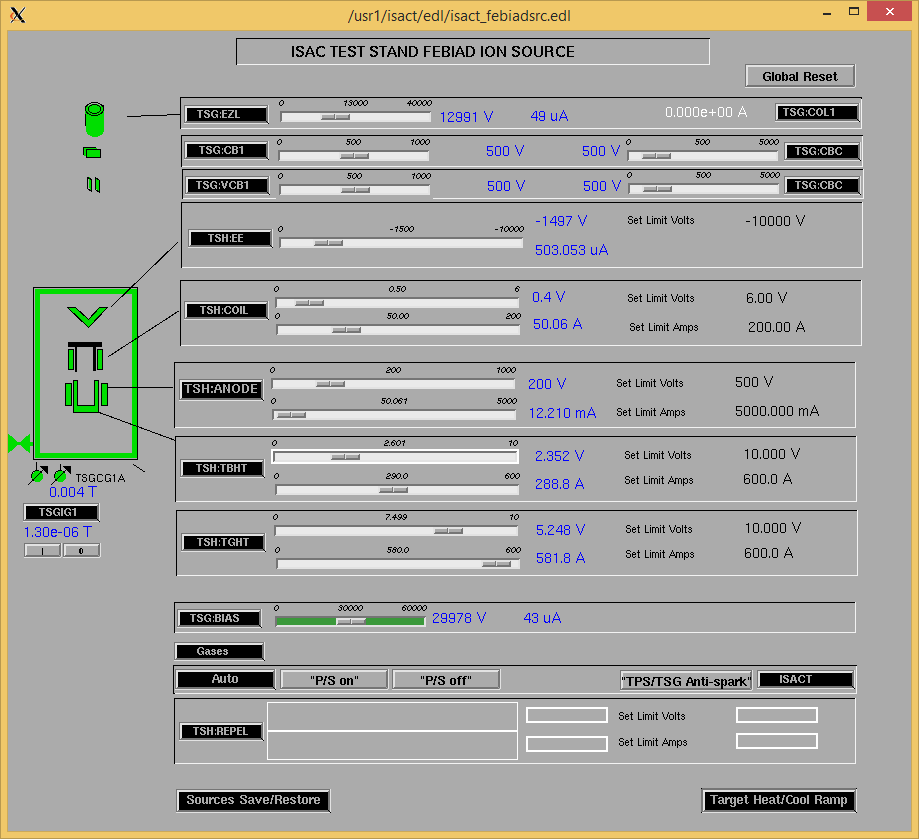 /usr1/isact/edl/isact_febiadsrc.edl
ISAC TEST STAND FEBIAD ION SOURCE
Global Reset
TSG:EZL 0 13000 40000 12991 V 49 uA 0.000e+00 A TSG:COL1
TSG:CB1 0 500 1000 500 V 500 V 0 500 5000 TSG:CBC
TSG:VCB1 0 500 1000 500 V 500 V 0 500 5000 TSG:CBC
TSH:EE 0 -1500 -10000 -1497 V Set Limit Volts -10000 V
503.053 uA
TSH:COIL 0 0.50 6 0.4 V Set Limit Volts 6.00 V
0 50.00 200 50.06 A Set Limit Amps 200.00 A
TSH:ANODE 0 200 1000 200 V Set Limit Volts 500 V
0 50.061 5000 12.210 mA Set Limit Amps 5000.000 mA
TSH:TBHT 0 2.601 10 2.352 V Set Limit Volts 10.000 V
0 290.0 600 288.8 A Set Limit Amps 600.0 A
TSGCG1A
0.004 T
TSGIG1
1.30e-06 T
I 0
TSH:TGHT 0 7.499 10 5.248 V Set Limit Volts 10.000 V
0 580.0 600 581.8 A Set Limit Amps 600.0 A
TSG:BIAS 0 30000 60000 29978 V 43 uA
Gases
Auto "P/S on" "P/S off" "TPS/TSG Anti-spark" ISACT
TSH:REPEL Set Limit Volts
Set Limit Amps
Sources Save/Restore Target Heat/Cool Ramp